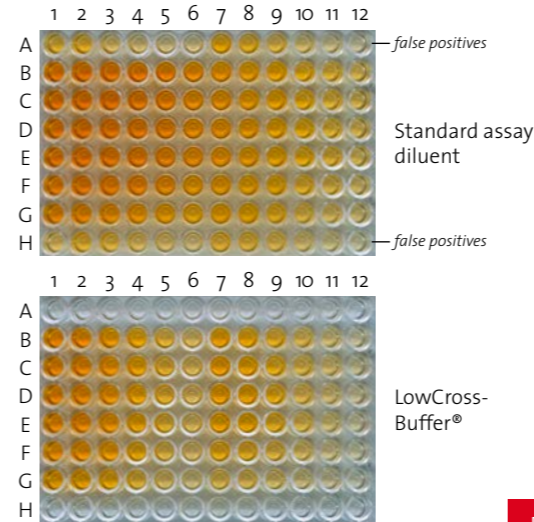 1 2 3 4 5 6 7 8 9 10 11 12
A
false positives
B
C
D
Standard assay
diluent
E
F
G
H
false positives
1 2 3 4 5 6 7 8 9 10 11 12
A
B
C
D
LowCross-
Buffer®
E
F
G
H